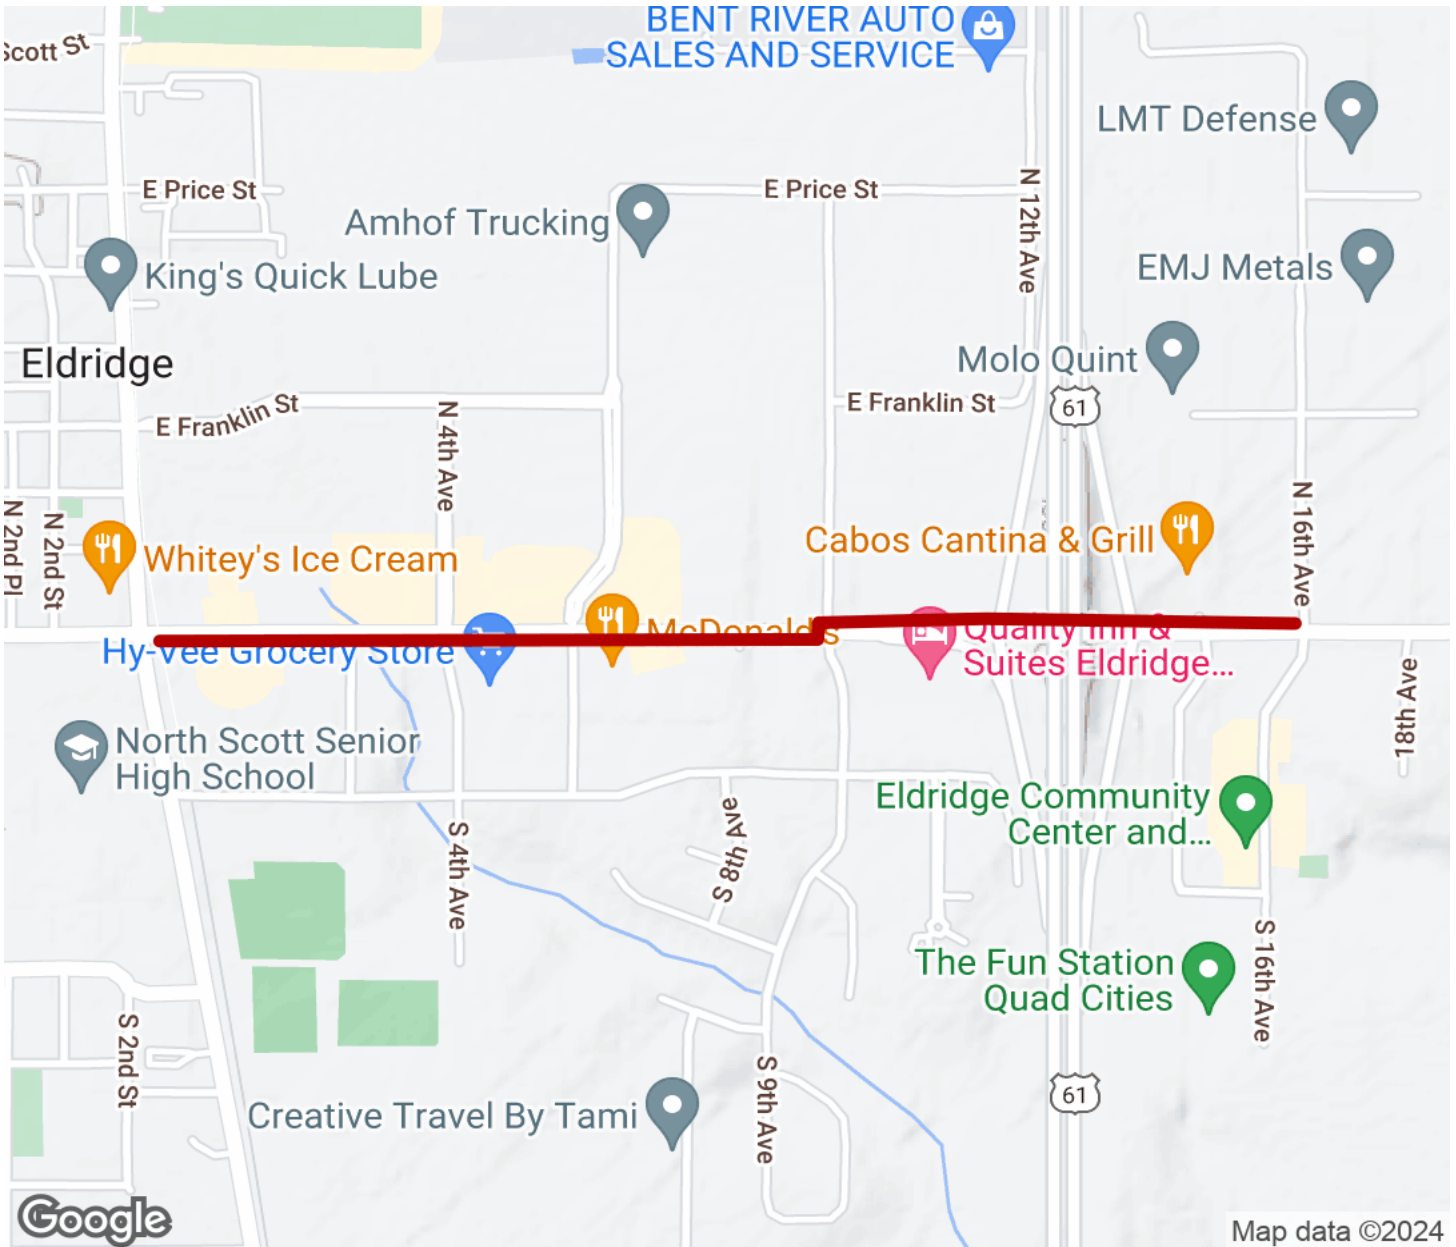 BENT RIVER AUTO
SALES AND SERVICE
Scott St
LMT Defense
E Price St
E Price St
N 12th Ave
Amhof Trucking
King's Quick Lube
EMJ Metals
Eldridge
Molo Quint
E Franklin St
E Franklin St
N 4th Ave
61
N 2nd Pl
N 2nd St
N 16th Ave
Whitey's Ice Cream
Cabos Cantina & Grill
Hy-Vee Grocery Store
McDonald's
Quality Inn &
Suites Eldridge...
18th Ave
North Scott Senior
High School
Eldridge Community
Center and...
S 4th Ave
S 8th Ave
The Fun Station
Quad Cities
S 16th Ave
S 2nd St
S 9th Ave
61
Creative Travel By Tami
Google
Map data ©2024